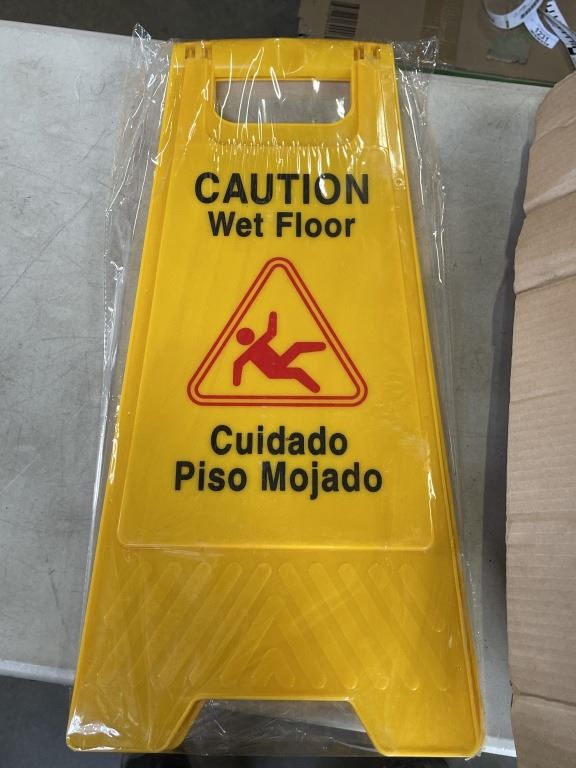 CAUTION
Wet Floor
Cuidado
Piso Mojado